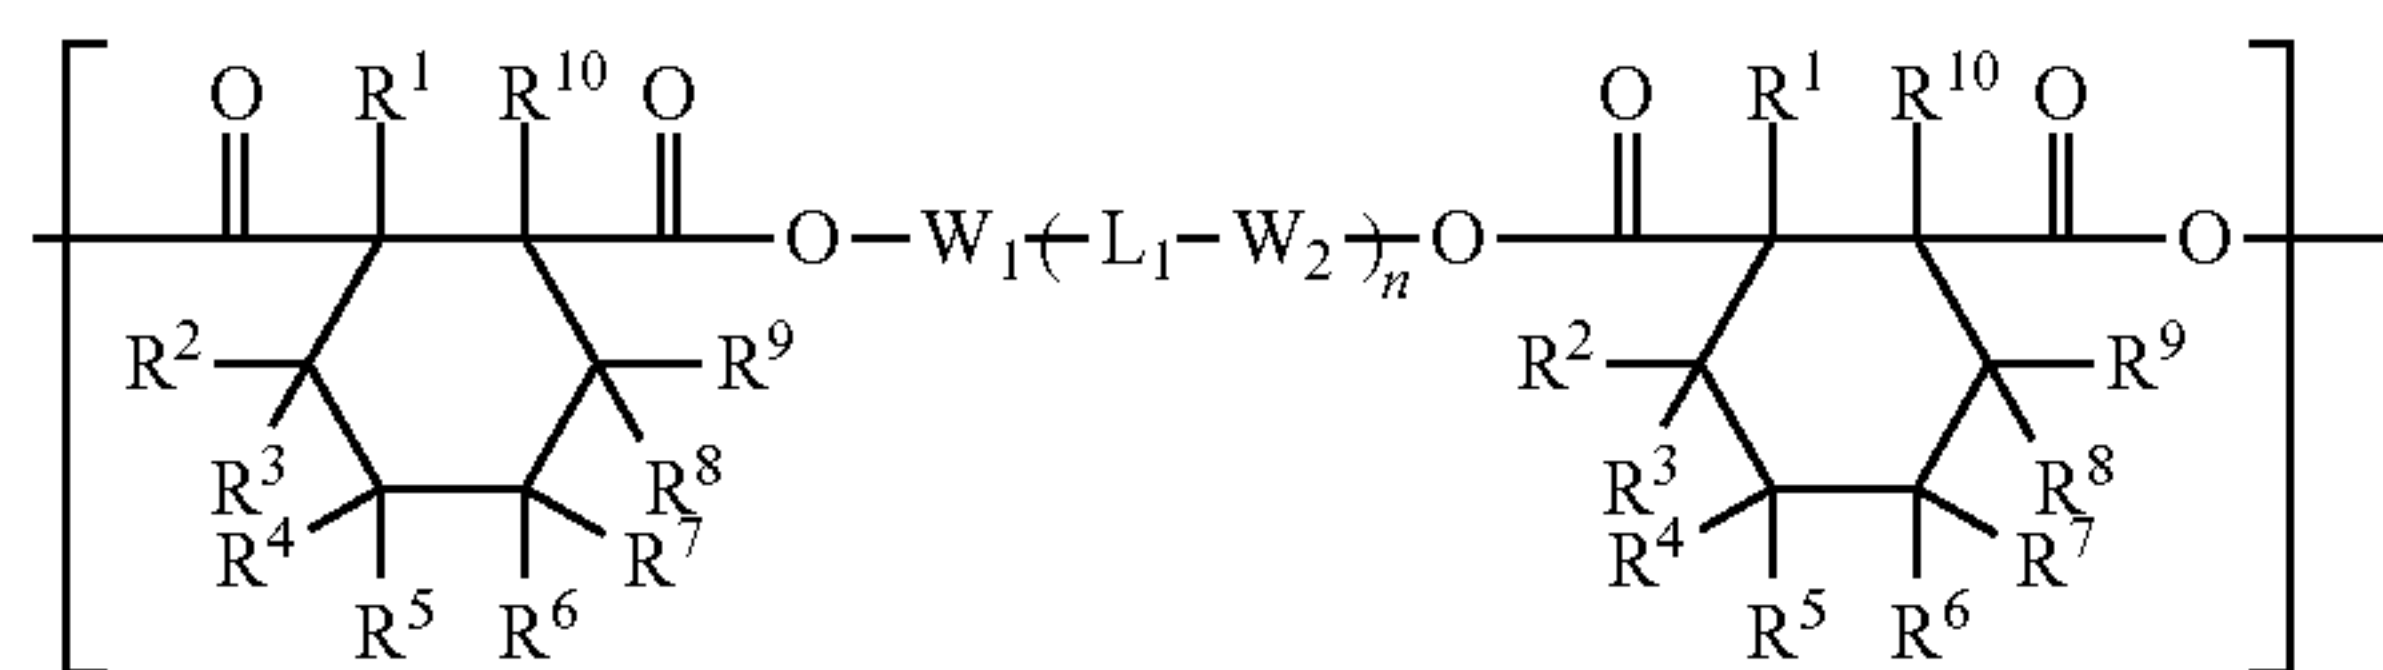 O R¹ R¹⁰ O O R¹ R¹⁰ O
O W₁ ( L₁ W₂ )ₙ O O
R² R⁹ R² R⁹
R³ R⁸ R³ R⁸
R⁴ R⁷ R⁴ R⁷
R⁵ R⁶ R⁵ R⁶